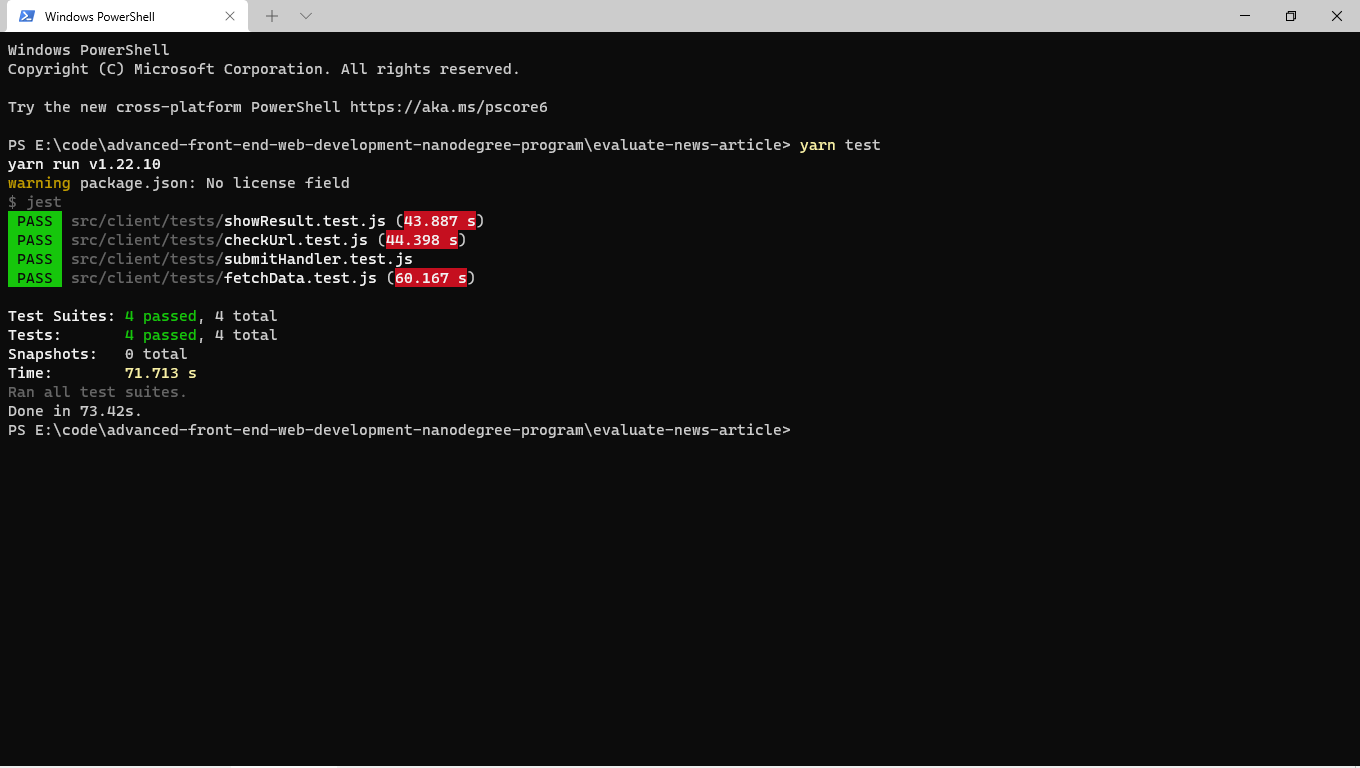 Windows PowerShell
Windows PowerShell
Copyright (C) Microsoft Corporation. All rights reserved.
Try the new cross-platform PowerShell https://aka.ms/pscore6
PS E:\code\advanced-front-end-web-development-nanodegree-program\evaluate-news-article> yarn test
yarn run v1.22.10
warning package.json: No license field
$ jest
PASS src/client/tests/showResult.test.js (43.887 s)
PASS src/client/tests/checkUrl.test.js (44.398 s)
PASS src/client/tests/submitHandler.test.js
PASS src/client/tests/fetchData.test.js (60.167 s)
Test Suites: 4 passed, 4 total
Tests: 4 passed, 4 total
Snapshots: 0 total
Time: 71.713 s
Ran all test suites.
Done in 73.42s.
PS E:\code\advanced-front-end-web-development-nanodegree-program\evaluate-news-article>